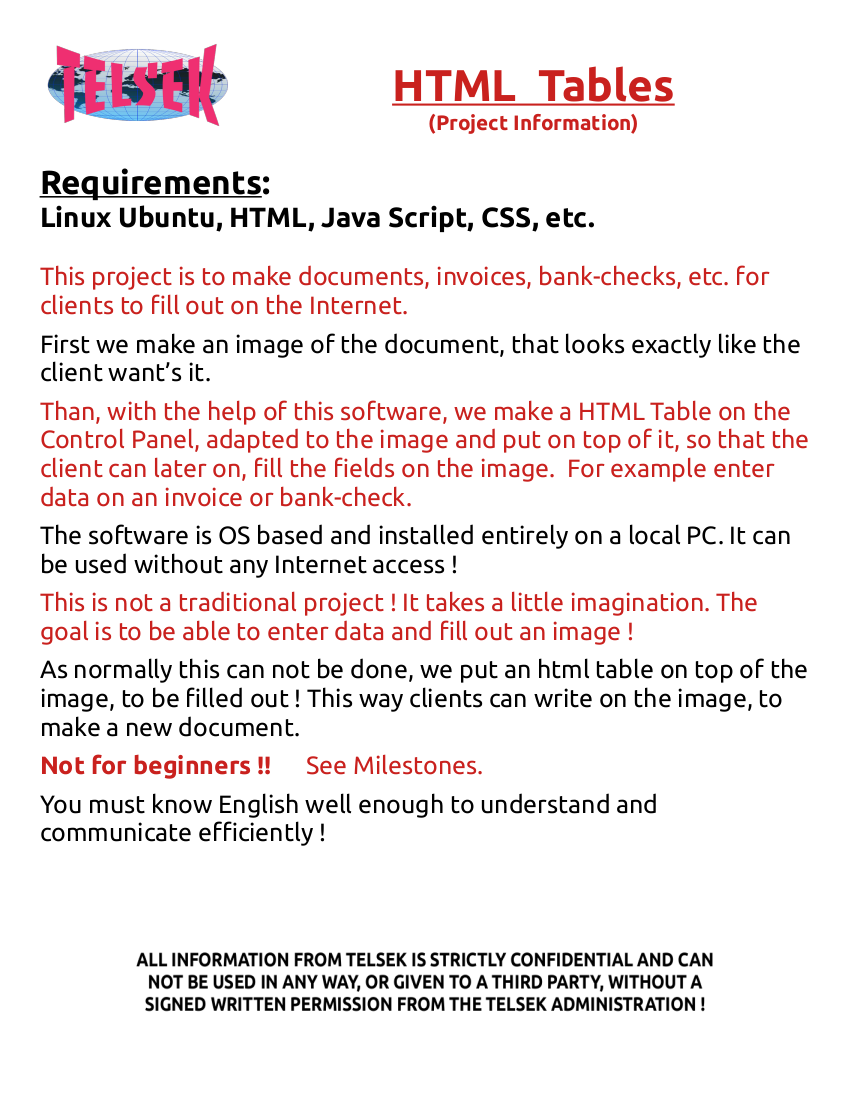 TELSEK
HTML Tables
(Project Information)
Requirements:
Linux Ubuntu, HTML, Java Script, CSS, etc.
This project is to make documents, invoices, bank-checks, etc. for
clients to fill out on the Internet.
First we make an image of the document, that looks exactly like the
client want’s it.
Than, with the help of this software, we make a HTML Table on the
Control Panel, adapted to the image and put on top of it, so that the
client can later on, fill the fields on the image.  For example enter
data on an invoice or bank-check.
The software is OS based and installed entirely on a local PC. It can
be used without any Internet access !
This is not a traditional project ! It takes a little imagination. The
goal is to be able to enter data and fill out an image !
As normally this can not be done, we put an html table on top of the
image, to be filled out ! This way clients can write on the image, to
make a new document.
Not for beginners !!     See Milestones.
You must know English well enough to understand and
communicate efficiently !
ALL INFORMATION FROM TELSEK IS STRICTLY CONFIDENTIAL AND CAN
NOT BE USED IN ANY WAY, OR GIVEN TO A THIRD PARTY, WITHOUT A
SIGNED WRITTEN PERMISSION FROM THE TELSEK ADMINISTRATION !